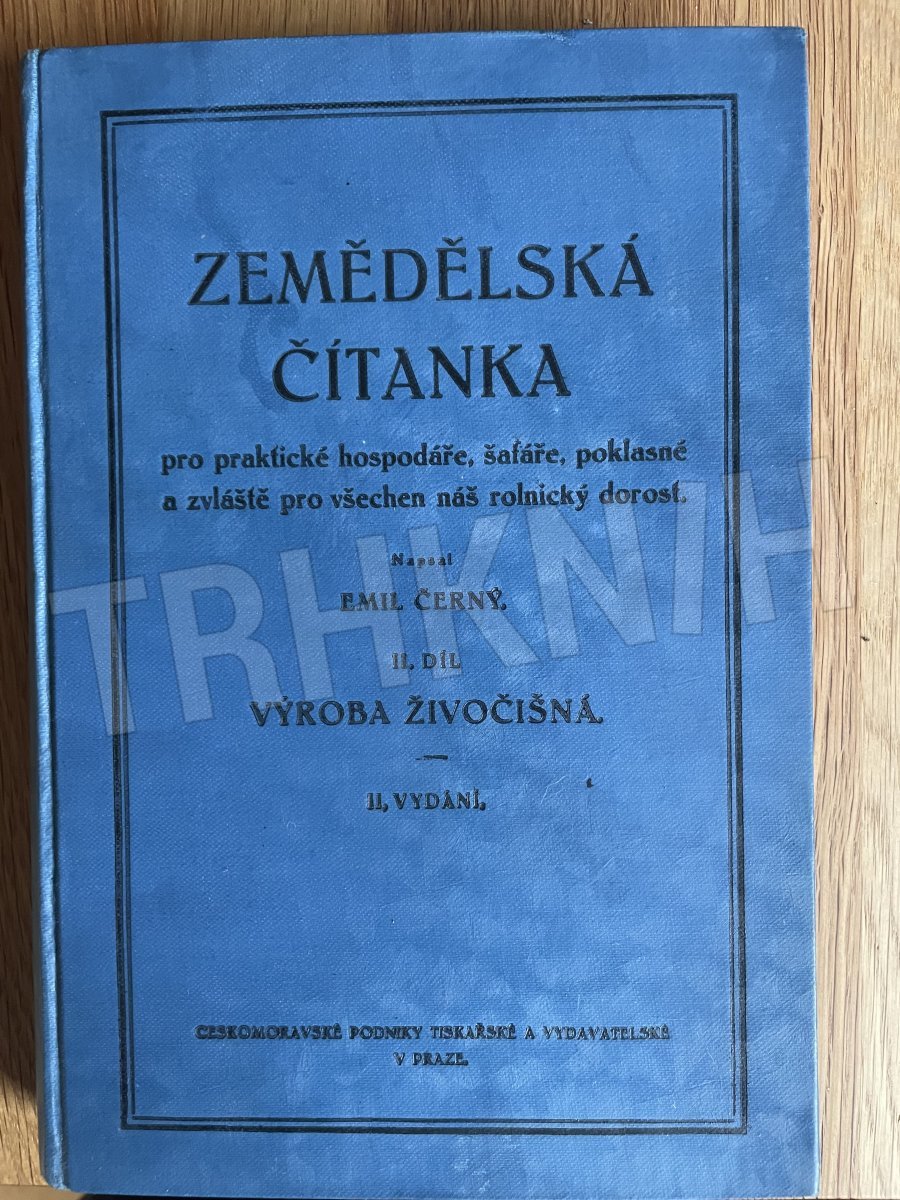 ZEMĚDĚLSKÁ
ČÍTANKA
pro praktické hospodáře, šafáře, poklasné
a zvláště pro všechen náš rolnický dorost.
Napsal
EMIL ČERNÝ.
II. DÍL
VÝROBA ŽIVOČIŠNÁ.
II. VYDÁNÍ.
ČESKOMORAVSKÉ PODNIKY TISKAŘSKÉ A VYDAVATELSKÉ
V PRAZE.
TRHKNIH